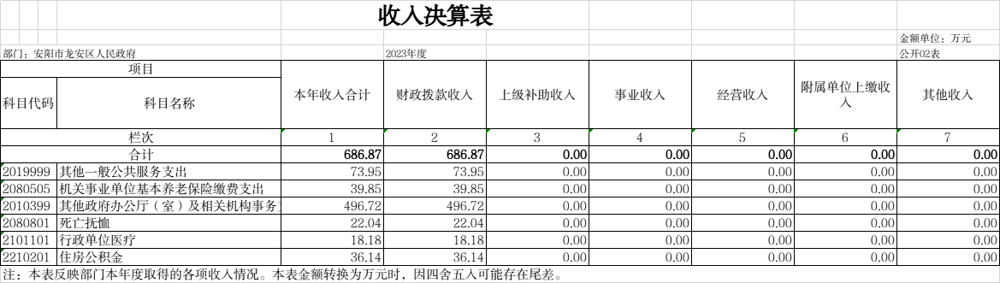 收入决算表
金额单位：万元
部门：安阳市龙安区人民政府 2023年度 公开02表
项目 本年收入合计 财政拨款收入 上级补助收入 事业收入 经营收入 附属单位上缴收入 其他收入
科目代码 科目名称
栏次 1 2 3 4 5 6 7
合计 686.87 686.87 0.00 0.00 0.00 0.00 0.00
2019999 其他一般公共服务支出 73.95 73.95 0.00 0.00 0.00 0.00 0.00
2080505 机关事业单位基本养老保险缴费支出 39.85 39.85 0.00 0.00 0.00 0.00 0.00
2010399 其他政府办公厅（室）及相关机构事务 496.72 496.72 0.00 0.00 0.00 0.00 0.00
2080801 死亡抚恤 22.04 22.04 0.00 0.00 0.00 0.00 0.00
2101101 行政单位医疗 18.18 18.18 0.00 0.00 0.00 0.00 0.00
2210201 住房公积金 36.14 36.14 0.00 0.00 0.00 0.00 0.00
注：本表反映部门本年度取得的各项收入情况。本表金额转换为万元时，因四舍五入可能存在尾差。